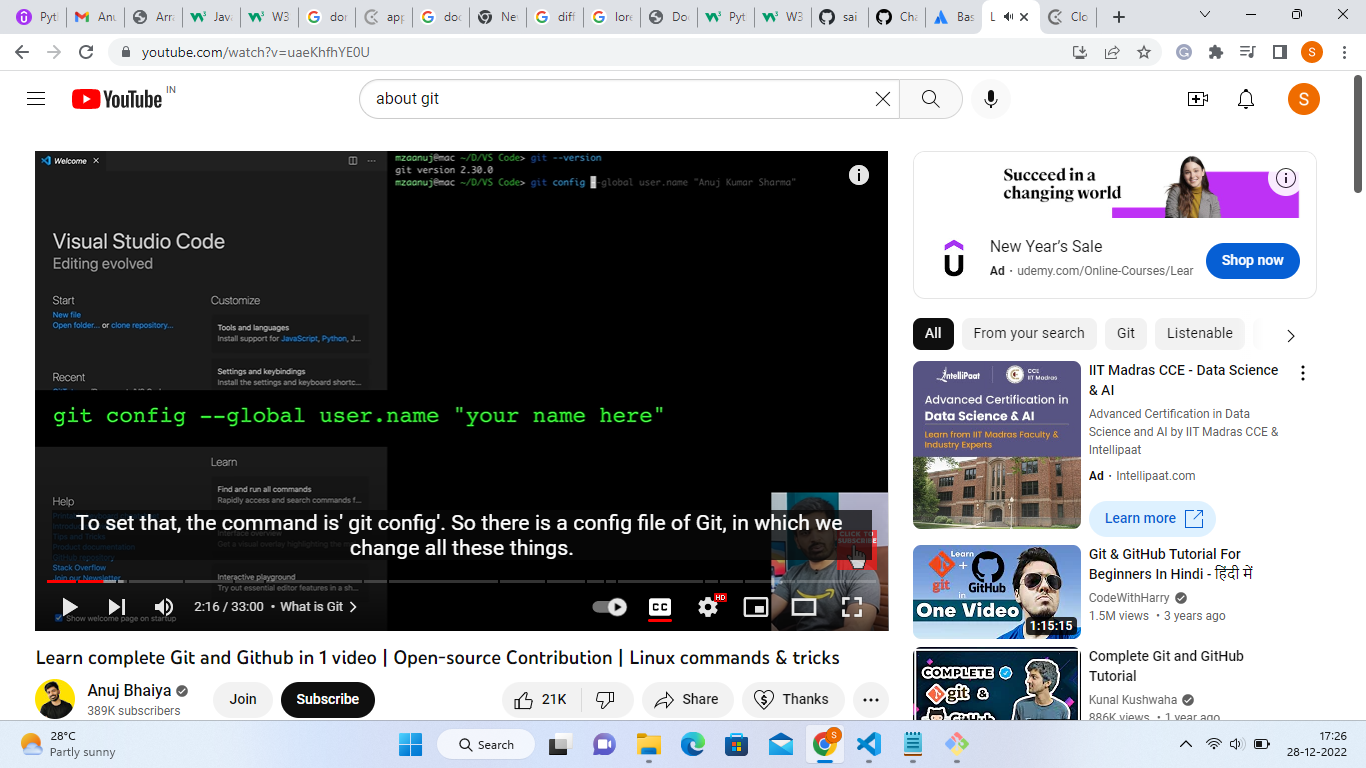 Pyt
Anu
Arra
Java
W3
dor
app
doc
Ne
diff
lore
Do
Pyt
W3
sai
Cha
Bas
L
Clo
youtube.com/watch?v=uaeKhfhYE0U
S
YouTube IN
about git
S
Welcome
mzaanuj@mac ~/D/VS Code> git --version
git version 2.30.0
mzaanuj@mac ~/D/VS Code> git config --global user.name "Anuj Kumar Sharma"
Visual Studio Code
Editing evolved
Start
New file
Open folder... or clone repository...
Customize
Tools and languages
Install support for JavaScript, Python, J...
Recent
Settings and keybindings
Install the settings and keyboard shortc...
git config --global user.name "your name here"
Learn
Find and run all commands
Rapidly access and search commands f...
Help
Tips and Tricks
Product documentation
GitHub repository
Stack Overflow
Join our Newsletter
Interactive playground
Try out essential editor features in a sh...
Show welcome page on startup
CLICK TO
SUBSCRIBE
To set that, the command is' git config'. So there is a config file of Git, in which we
change all these things.
2:16 / 33:00 • What is Git
CC
HD
Learn complete Git and Github in 1 video | Open-source Contribution | Linux commands & tricks
Anuj Bhaiya
389K subscribers
Join
Subscribe
21K
Share
Thanks
Succeed in a
changing world
New Year's Sale
Ad · udemy.com/Online-Courses/Lear
Shop now
All
From your search
Git
Listenable
IntelliPaat
CCE
IIT Madras
Advanced Certification in
Data Science & AI
Learn from IIT Madras Faculty &
Industry Experts
IIT Madras CCE - Data Science
& AI
Advanced Certification in Data
Science and AI by IIT Madras CCE &
Intellipaat
Ad · Intellipaat.com
Learn more
Learn
git + GitHub
in
One Video
1:15:15
Git & GitHub Tutorial For
Beginners In Hindi - हिंदी में
CodeWithHarry
1.5M views • 3 years ago
COMPLETE
git &
GitHub
Complete Git and GitHub
Tutorial
Kunal Kushwaha
886K views • 1 year ago
28°C
Partly sunny
Search
S
17:26
28-12-2022